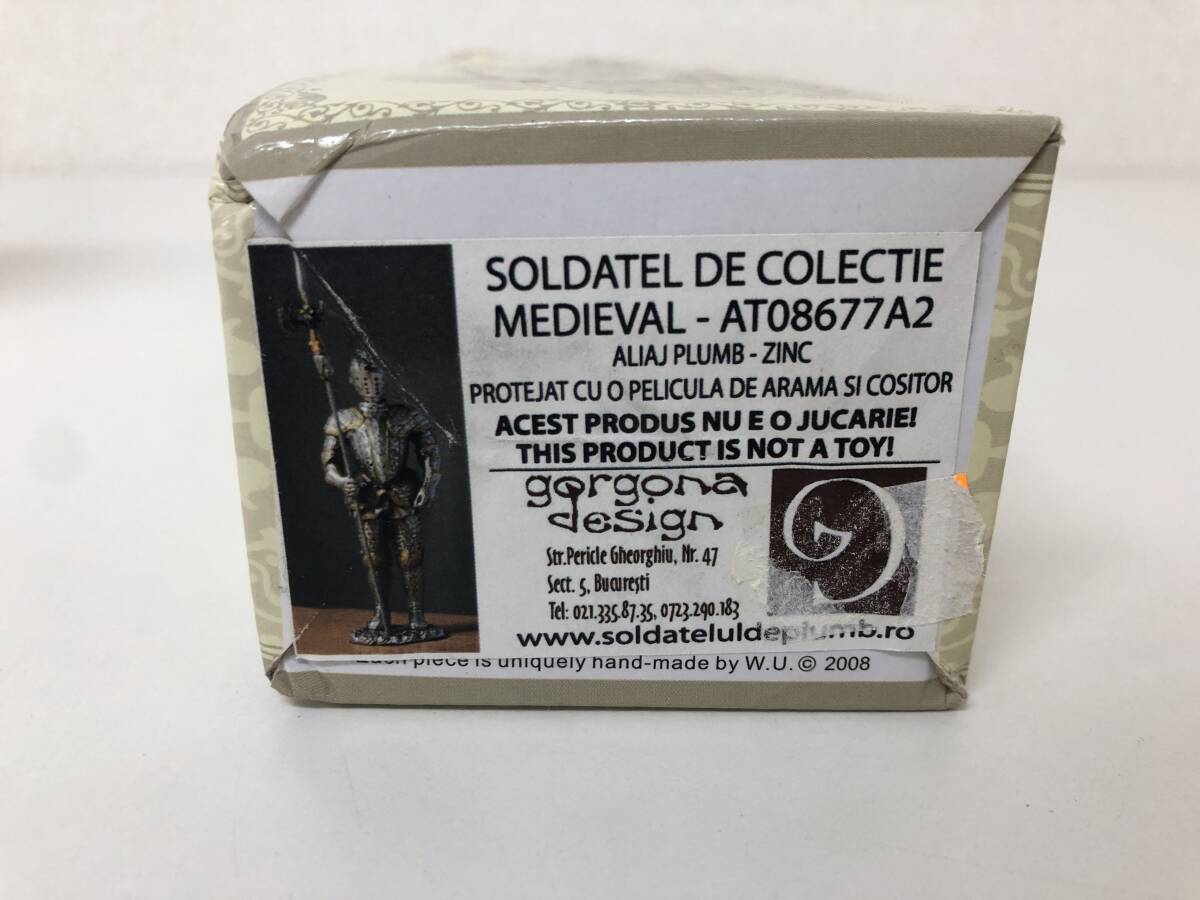 SOLDATEL DE COLECTIE
MEDIEVAL - AT08677A2
ALIAJ PLUMB - ZINC
PROTEJAT CU O PELICULA DE ARAMA SI COSITOR
ACEST PRODUS NU E O JUCARIE!
THIS PRODUCT IS NOT A TOY!
gorgona
design
Str.Pericle Gheorghiu, Nr. 47
Sect. 5, Bucureşti
Tel: 021.335.87.35, 0723.290.183
www.soldateluldeplumb.ro
Each piece is uniquely hand-made by W.U.© 2008